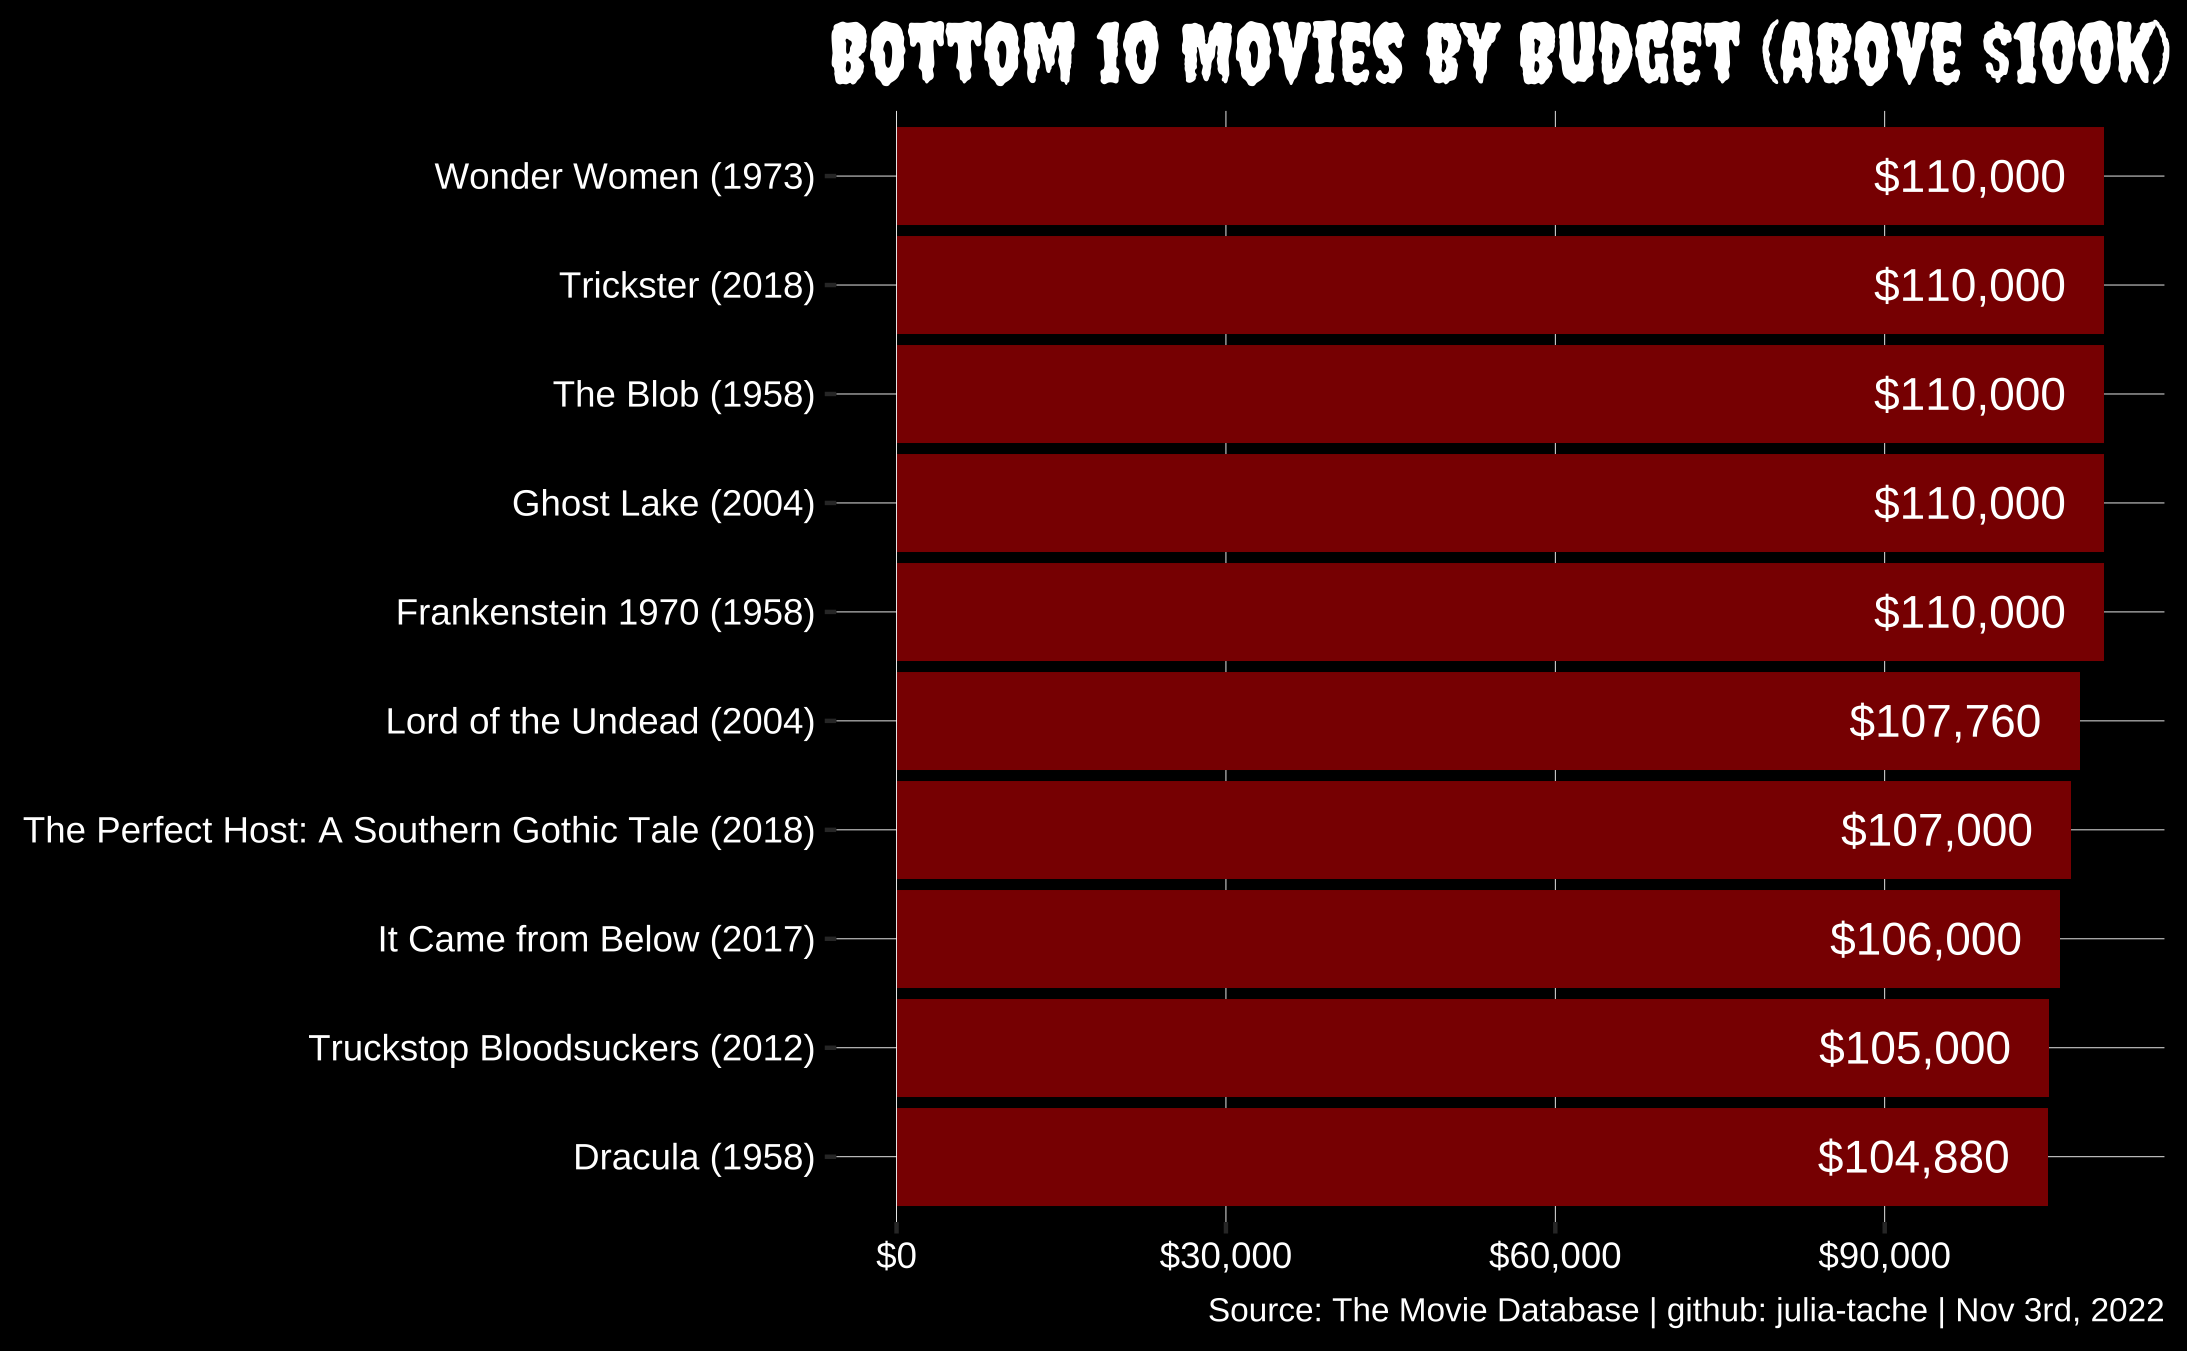 BOTTOM 10 MOVIES BY BUDGET (ABOVE $100K)
Wonder Women (1973) $110,000
Trickster (2018) $110,000
The Blob (1958) $110,000
Ghost Lake (2004) $110,000
Frankenstein 1970 (1958) $110,000
Lord of the Undead (2004) $107,760
The Perfect Host: A Southern Gothic Tale (2018) $107,000
It Came from Below (2017) $106,000
Truckstop Bloodsuckers (2012) $105,000
Dracula (1958) $104,880
$0 $30,000 $60,000 $90,000
Source: The Movie Database | github: julia-tache | Nov 3rd, 2022